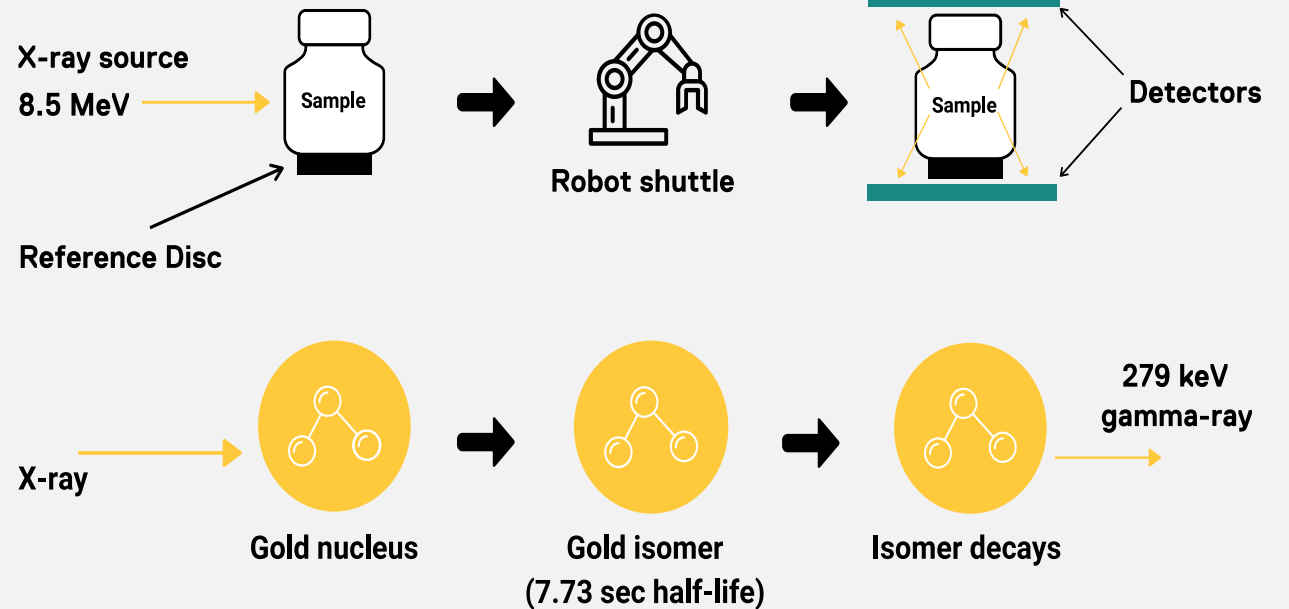 X-ray source
8.5 MeV
Sample
Reference Disc
Robot shuttle
Sample
Detectors
X-ray
Gold nucleus
Gold isomer
(7.73 sec half-life)
Isomer decays
279 keV
gamma-ray